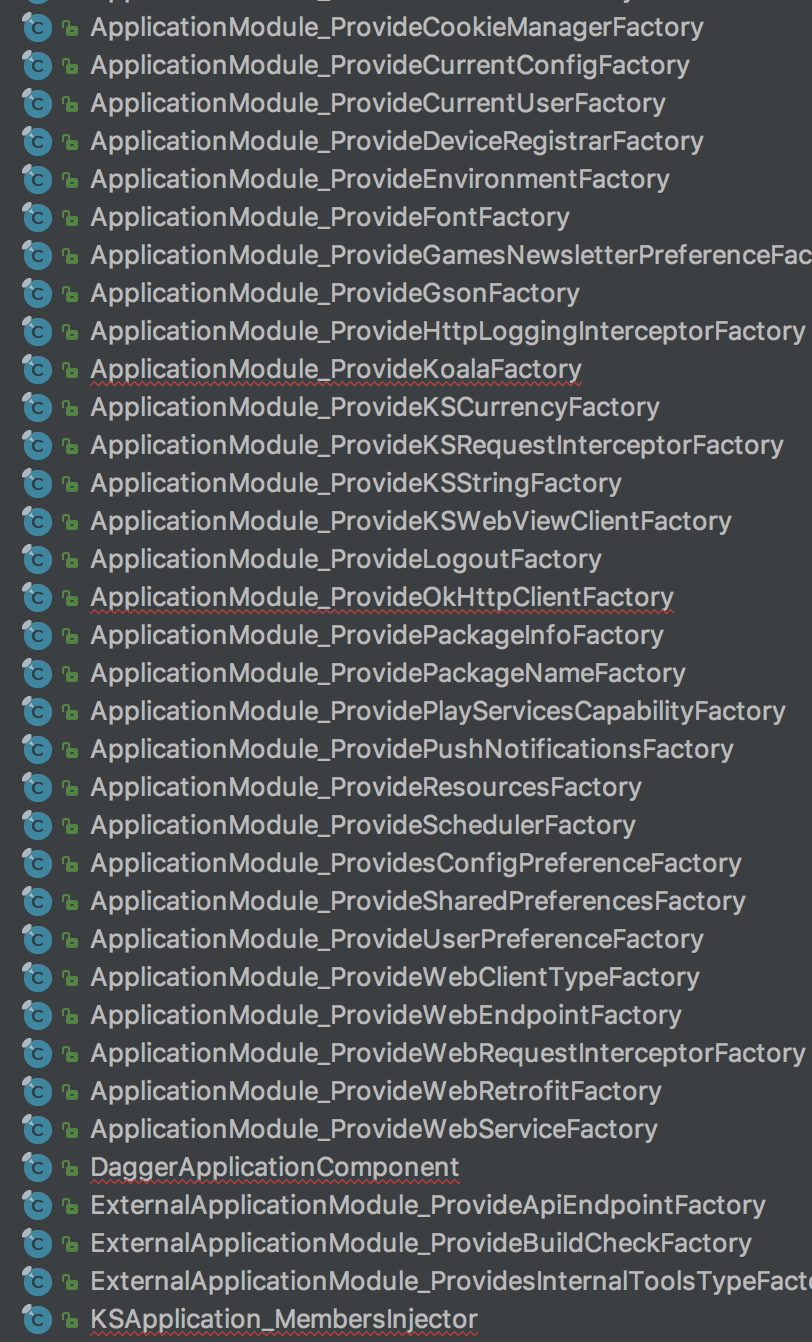 ApplicationModule_ProvideCookieManagerFactory
ApplicationModule_ProvideCurrentConfigFactory
ApplicationModule_ProvideCurrentUserFactory
ApplicationModule_ProvideDeviceRegistrarFactory
ApplicationModule_ProvideEnvironmentFactory
ApplicationModule_ProvideFontFactory
ApplicationModule_ProvideGamesNewsletterPreferenceFac
ApplicationModule_ProvideGsonFactory
ApplicationModule_ProvideHttpLoggingInterceptorFactory
ApplicationModule_ProvideKoalaFactory
ApplicationModule_ProvideKSCurrencyFactory
ApplicationModule_ProvideKSRequestInterceptorFactory
ApplicationModule_ProvideKSStringFactory
ApplicationModule_ProvideKSWebViewClientFactory
ApplicationModule_ProvideLogoutFactory
ApplicationModule_ProvideOkHttpClientFactory
ApplicationModule_ProvidePackageInfoFactory
ApplicationModule_ProvidePackageNameFactory
ApplicationModule_ProvidePlayServicesCapabilityFactory
ApplicationModule_ProvidePushNotificationsFactory
ApplicationModule_ProvideResourcesFactory
ApplicationModule_ProvideSchedulerFactory
ApplicationModule_ProvidesConfigPreferenceFactory
ApplicationModule_ProvideSharedPreferencesFactory
ApplicationModule_ProvideUserPreferenceFactory
ApplicationModule_ProvideWebClientTypeFactory
ApplicationModule_ProvideWebEndpointFactory
ApplicationModule_ProvideWebRequestInterceptorFactory
ApplicationModule_ProvideWebRetrofitFactory
ApplicationModule_ProvideWebServiceFactory
DaggerApplicationComponent
ExternalApplicationModule_ProvideApiEndpointFactory
ExternalApplicationModule_ProvideBuildCheckFactory
ExternalApplicationModule_ProvidesInternalToolsTypeFacto
KSApplication_MembersInjector